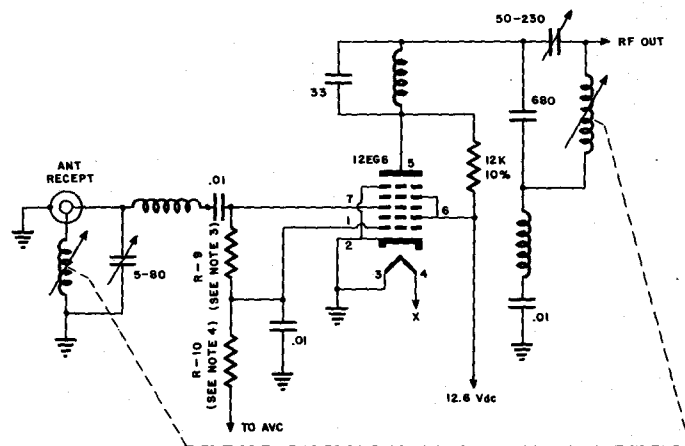 50-230
RF OUT
33
680
12EG6
5
12K
10%
ANT
RECEPT
.01
7
1
6
2
3
4
X
5-80
R-9 (SEE NOTE 3)
R-10 (SEE NOTE 4)
.01
.01
12.6 Vdc
TO AVC